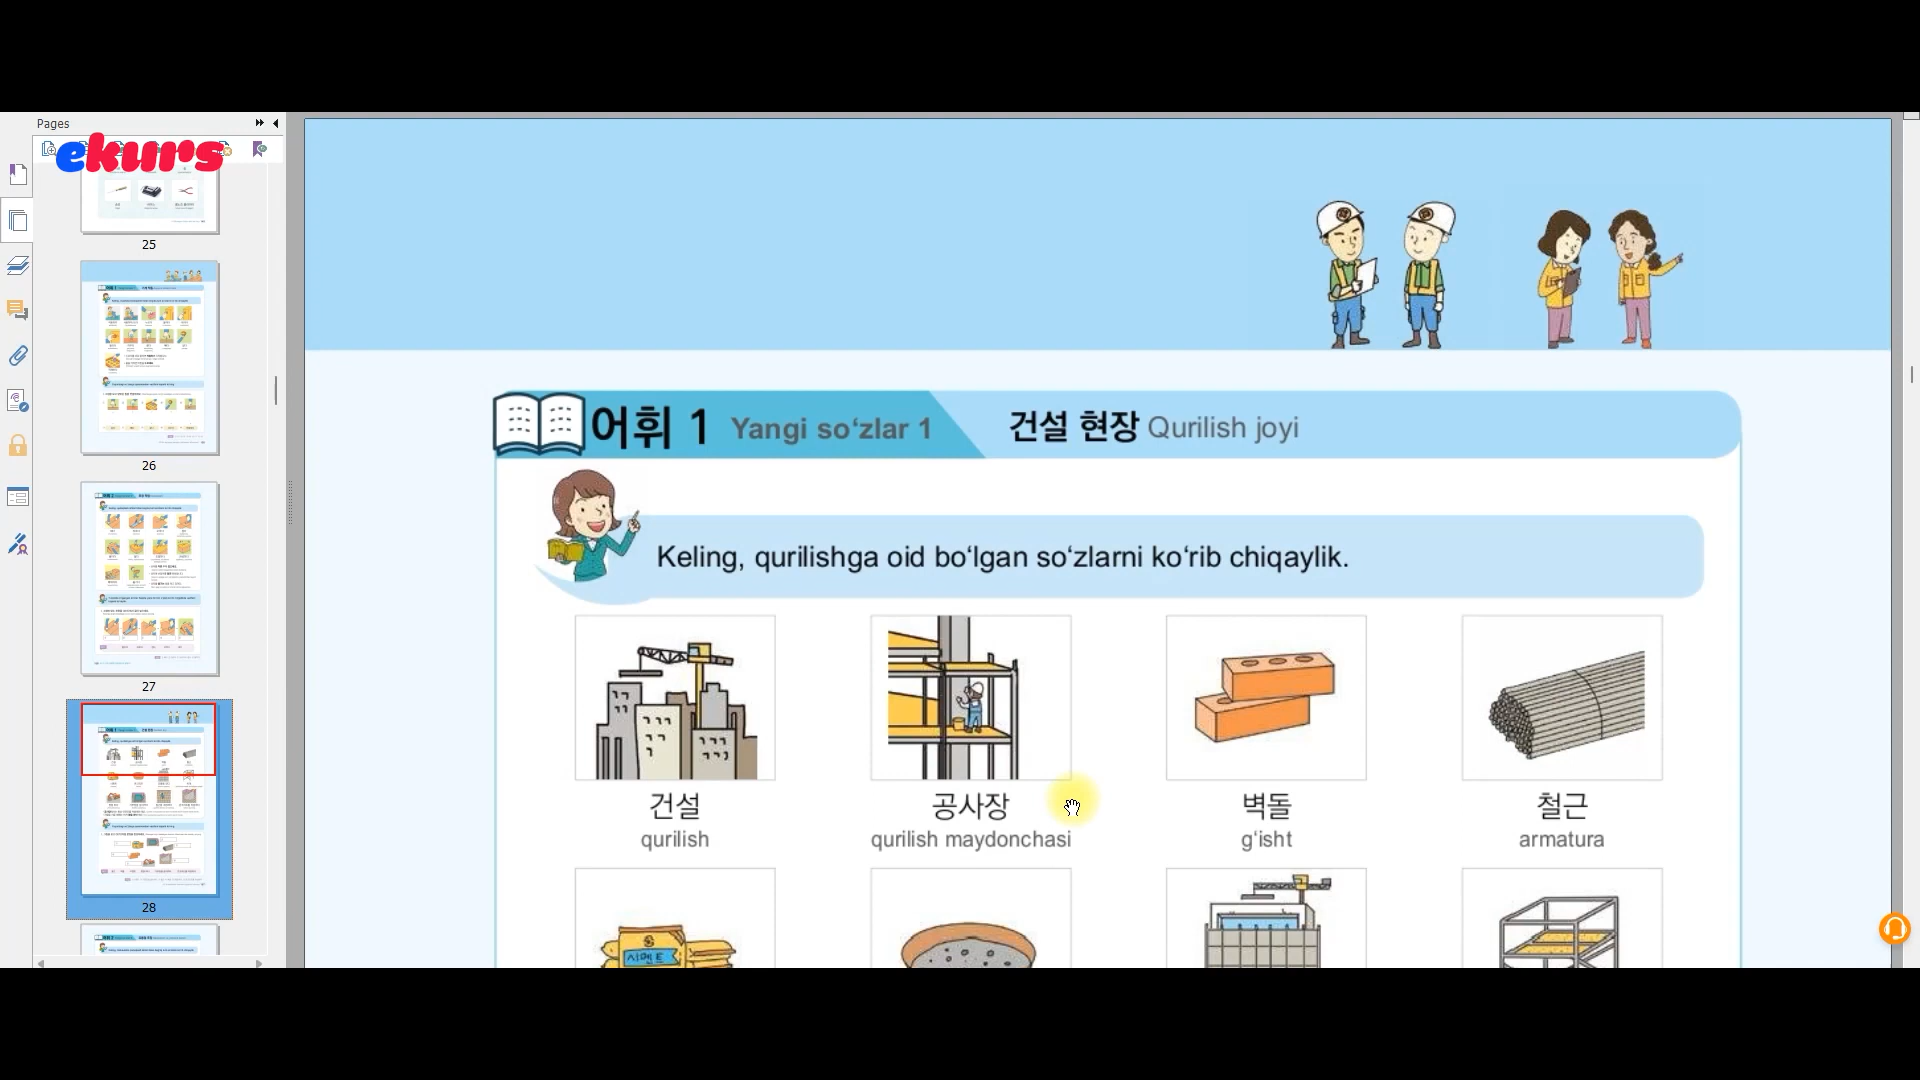 Pages
ekurs
25
26
27
28
어휘 1 Yangi so‘zlar 1 건설 현장 Qurilish joyi
Keling, qurilishga oid bo‘lgan so‘zlarni ko‘rib chiqaylik.
건설 공사장 벽돌 철근
qurilish qurilish maydonchasi g‘isht armatura
시멘트